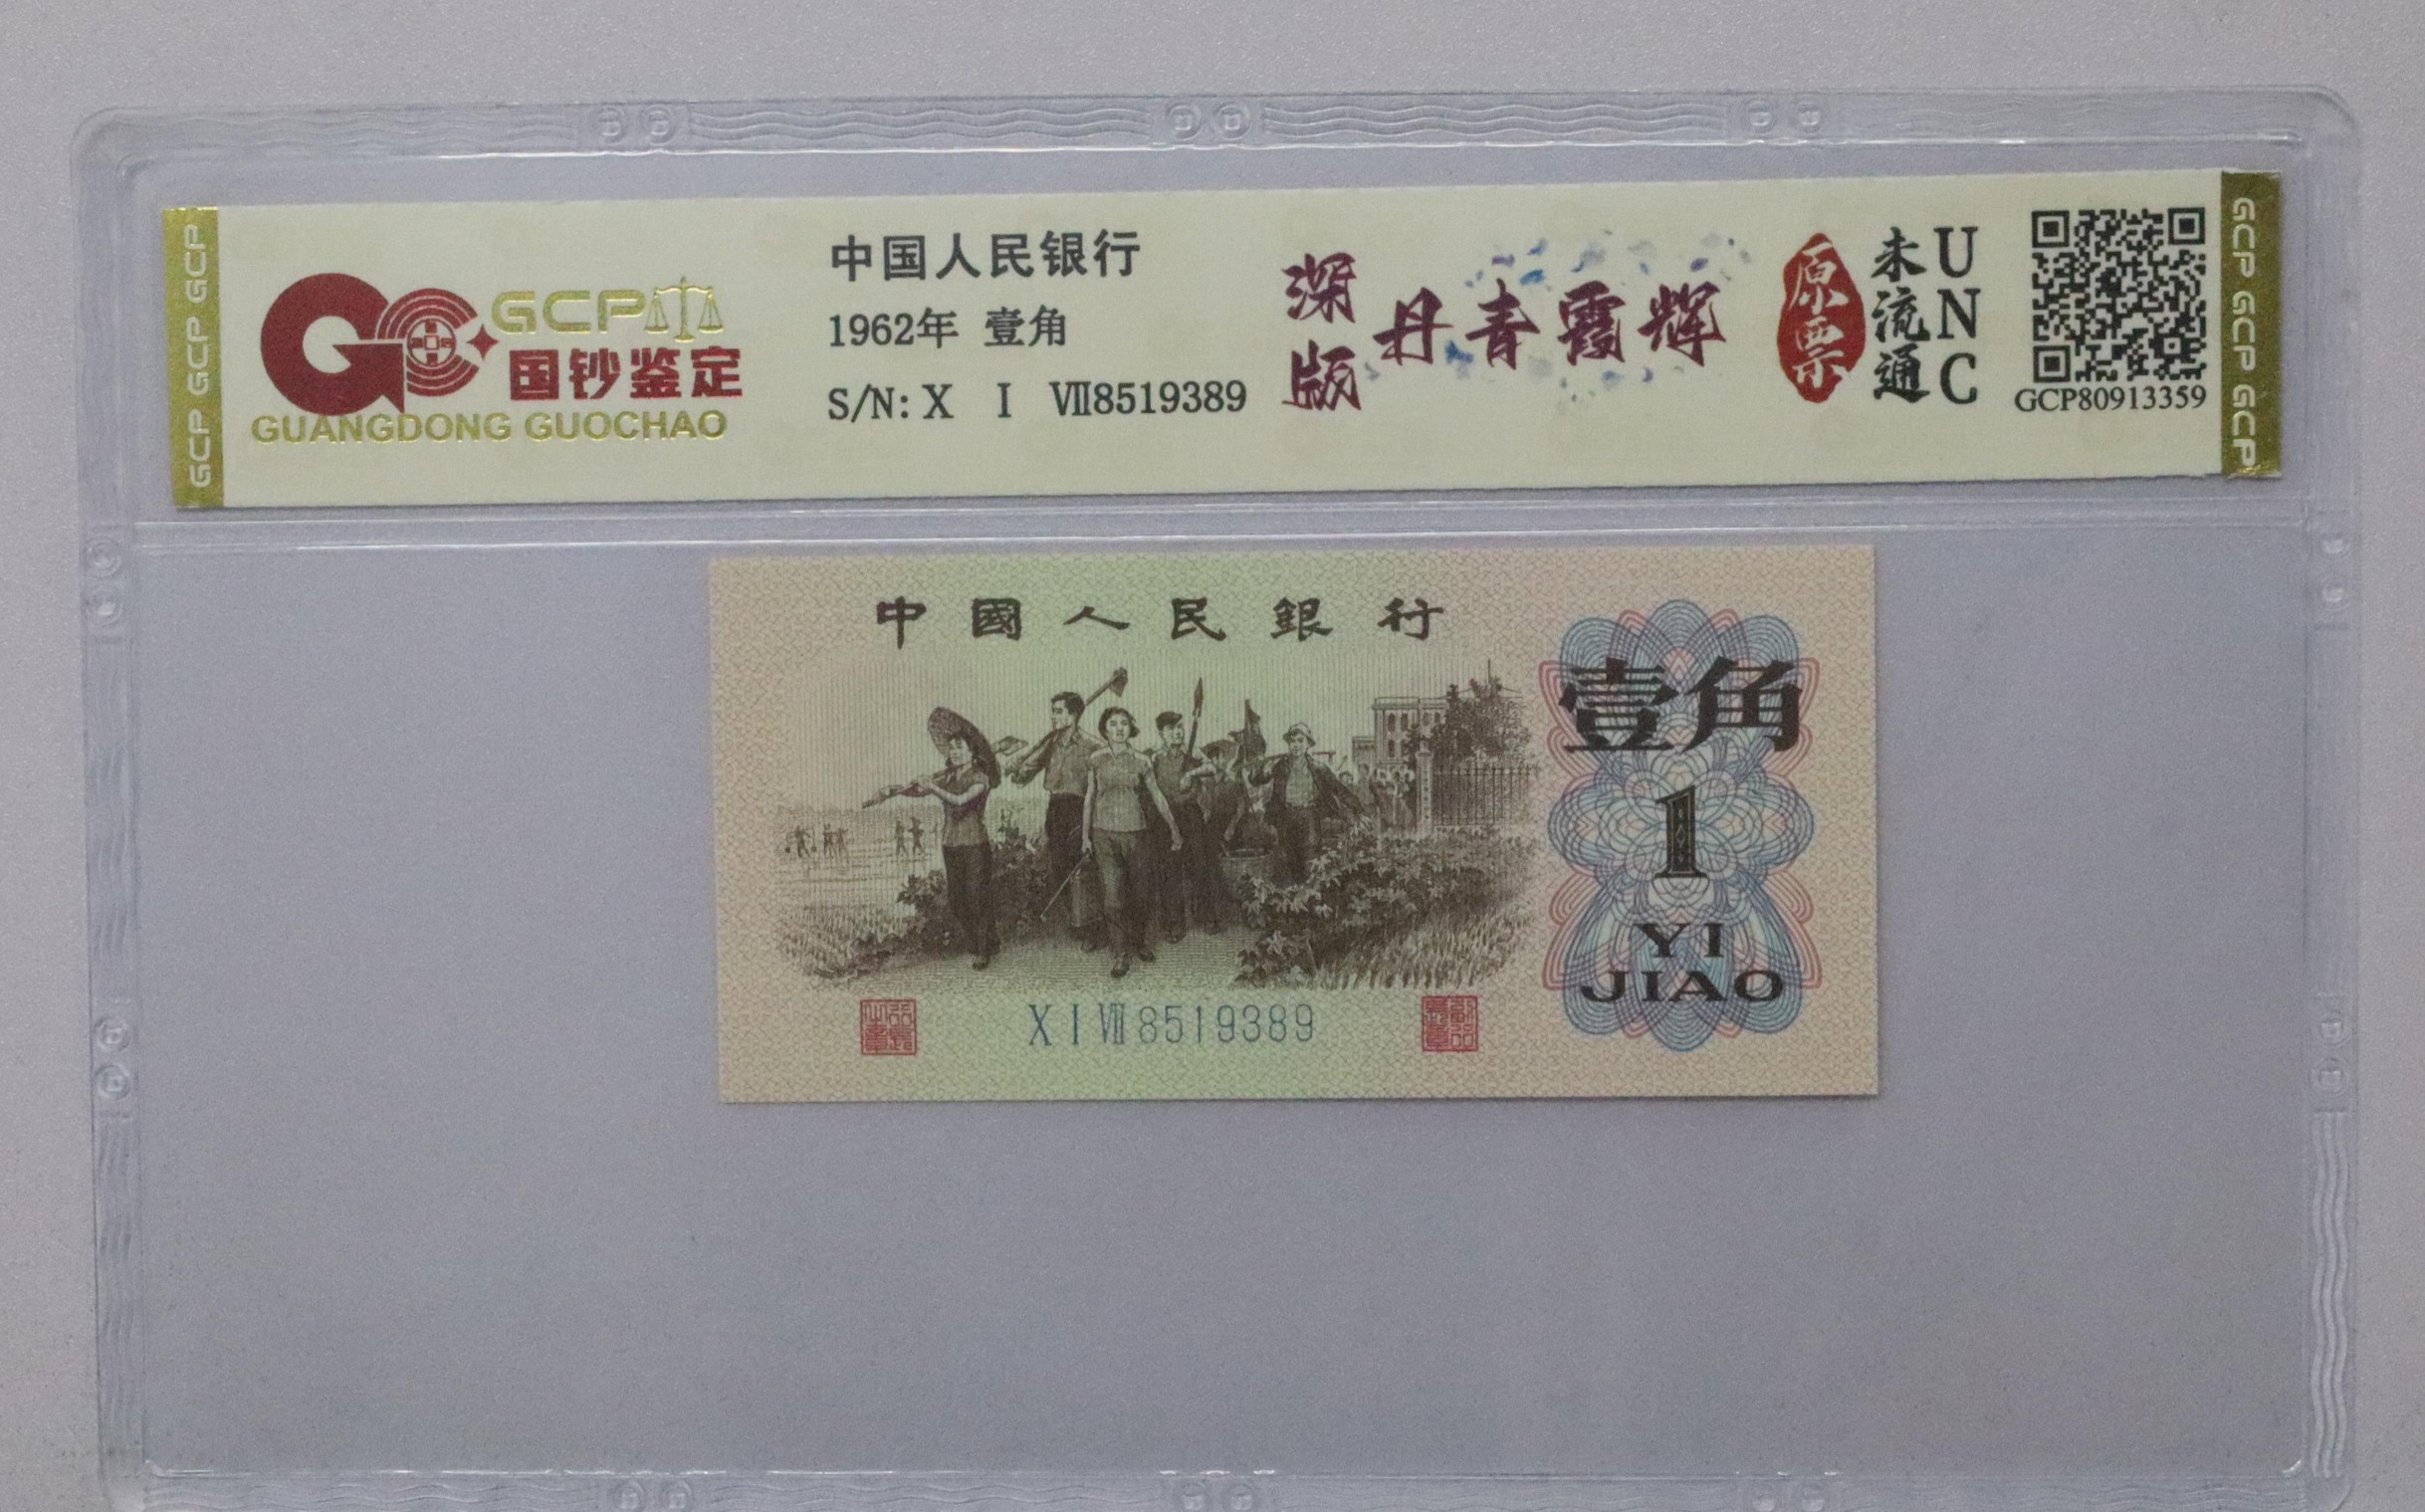 GCP GCP GCP
GCP
国钞鉴定
GUANGDONG GUOCHAO
中国人民银行
1962年 壹角
S/N: X I Ⅶ8519389
深版
丹青霞辉
原票
未流通
UNC
GCP80913359
GCP GCP GCP
中國人民銀行
壹角
1
YI
JIAO
X I Ⅷ 8519389